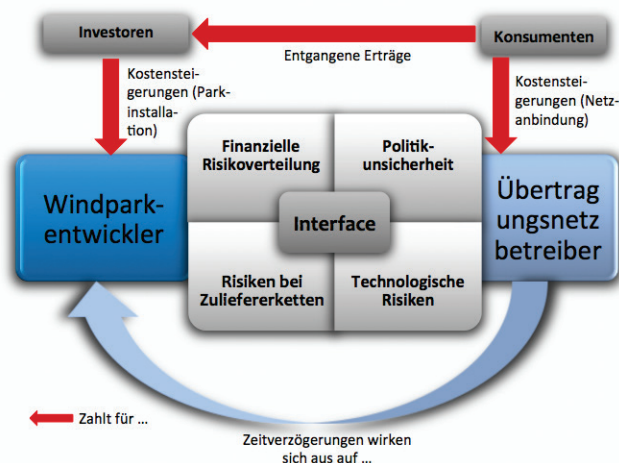 Investoren
Konsumenten
Entgangene Erträge
Kostenstei-
gerungen (Park-
installa-
tion)
Kostenstei-
gerungen (Netz-
anbindung)
Finanzielle
Risikoverteilung
Politik-
unsicherheit
Windpark-
entwickler
Interface
Übertrag
ungsnetz
betreiber
Risiken bei
Zuliefererketten
Technologische
Risiken
Zahlt für ...
Zeitverzögerungen wirken
sich aus auf ...